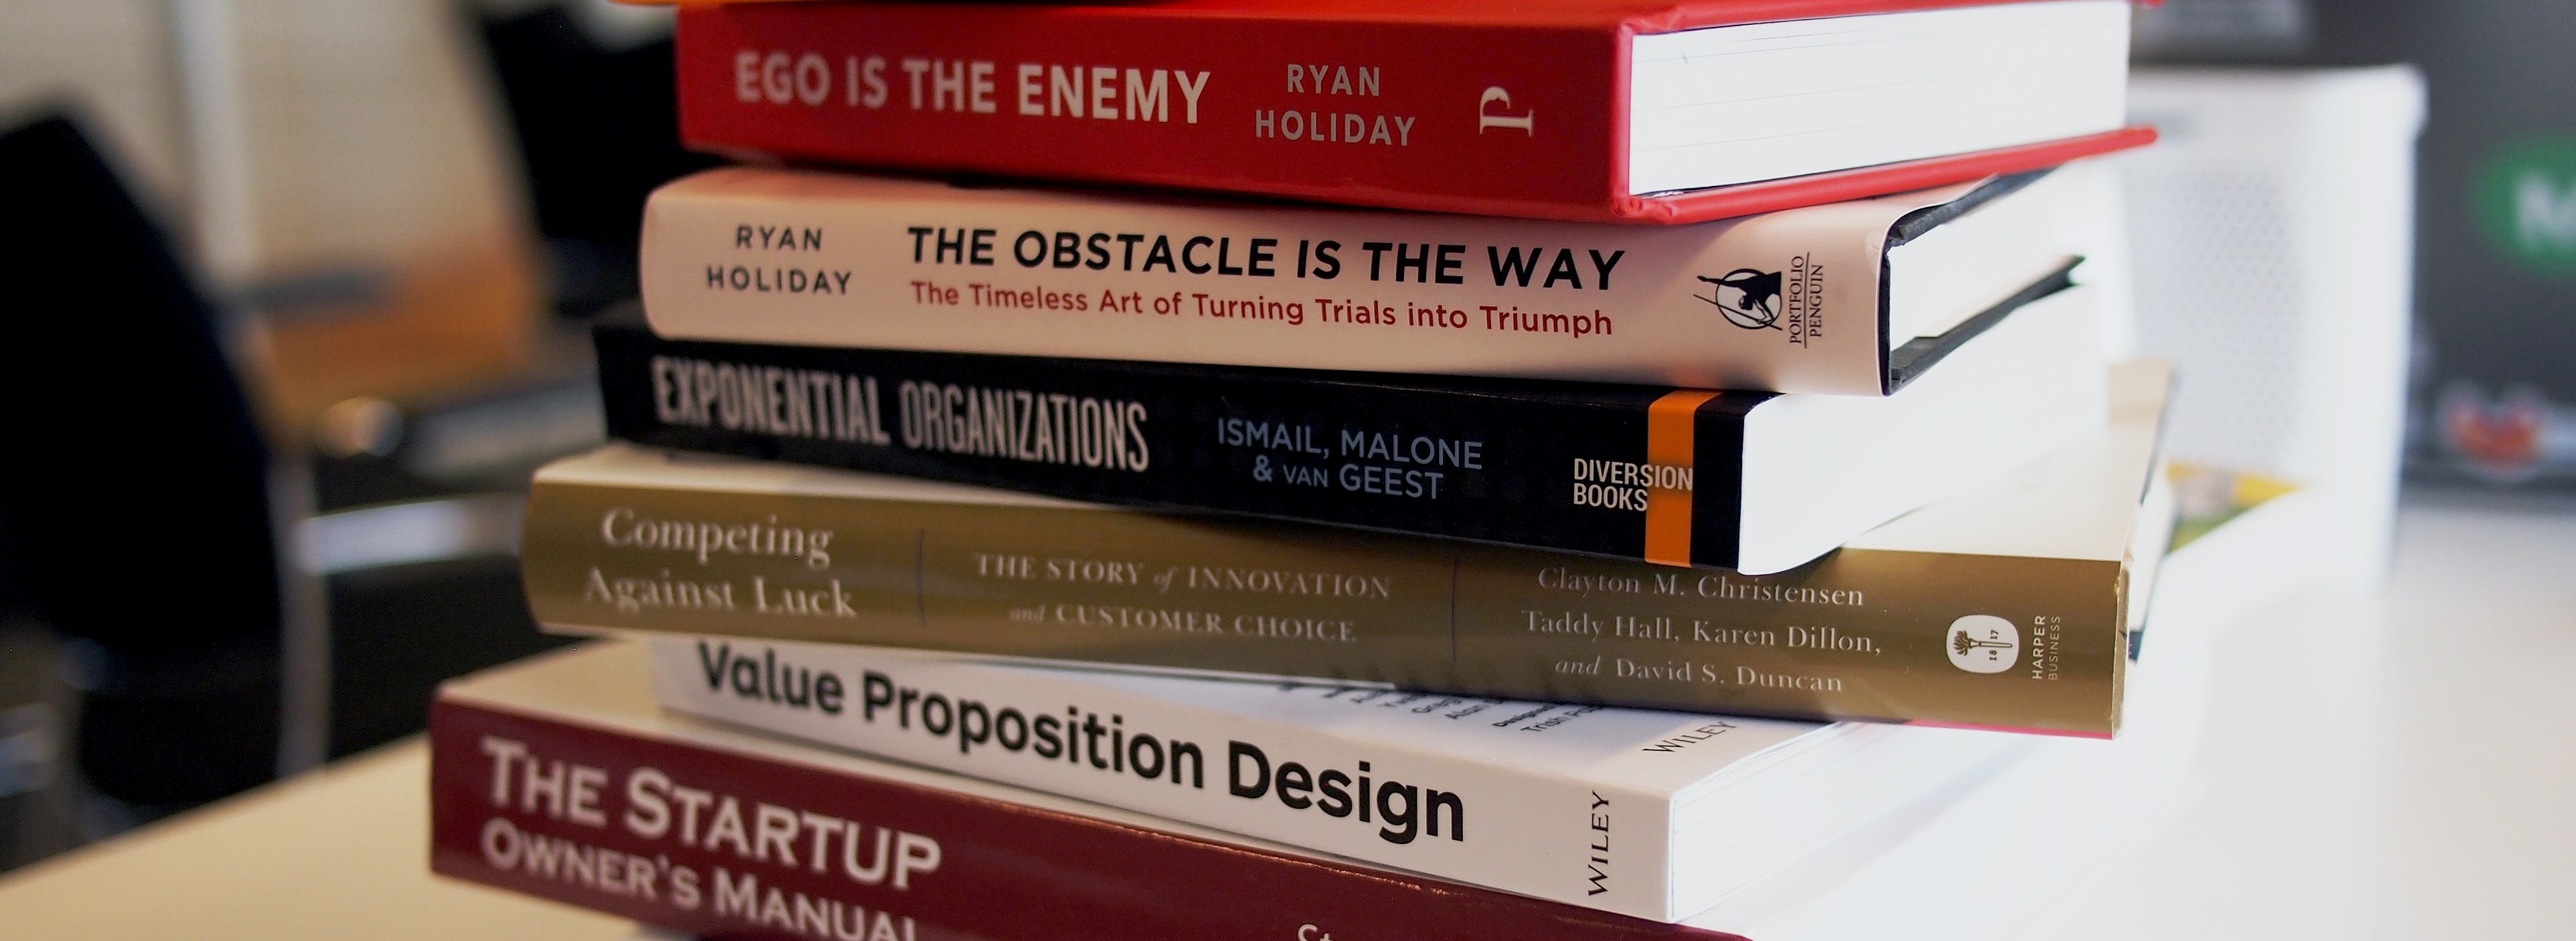 EGO IS THE ENEMY
RYAN
HOLIDAY
P
RYAN
HOLIDAY
THE OBSTACLE IS THE WAY
The Timeless Art of Turning Trials into Triumph
PORTFOLIO
PENGUIN
EXPONENTIAL ORGANIZATIONS
ISMAIL, MALONE
& VAN GEEST
DIVERSION
BOOKS
Competing
Against Luck
THE STORY of INNOVATION
and CUSTOMER CHOICE
Clayton M. Christensen
Taddy Hall, Karen Dillon,
and David S. Duncan
18 17
HARPER
BUSINESS
Value Proposition Design
WILEY
WILEY
THE STARTUP
OWNER'S MANUAL